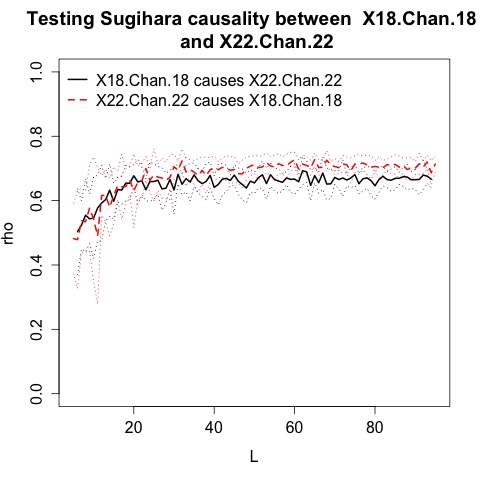 Testing Sugihara causality between  X18.Chan.18
and X22.Chan.22
X18.Chan.18 causes X22.Chan.22
X22.Chan.22 causes X18.Chan.18
1.0
0.8
0.6
0.4
0.2
0.0
rho
20 40 60 80
L